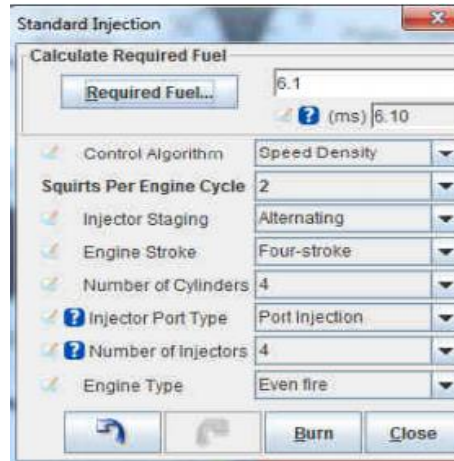 Standard Injection
Calculate Required Fuel
Required Fuel...
6.1
? (ms) 6.10
Control Algorithm Speed Density
Squirts Per Engine Cycle 2
Injector Staging Alternating
Engine Stroke Four-stroke
Number of Cylinders 4
? Injector Port Type Port Injection
? Number of Injectors 4
Engine Type Even fire
Burn Close